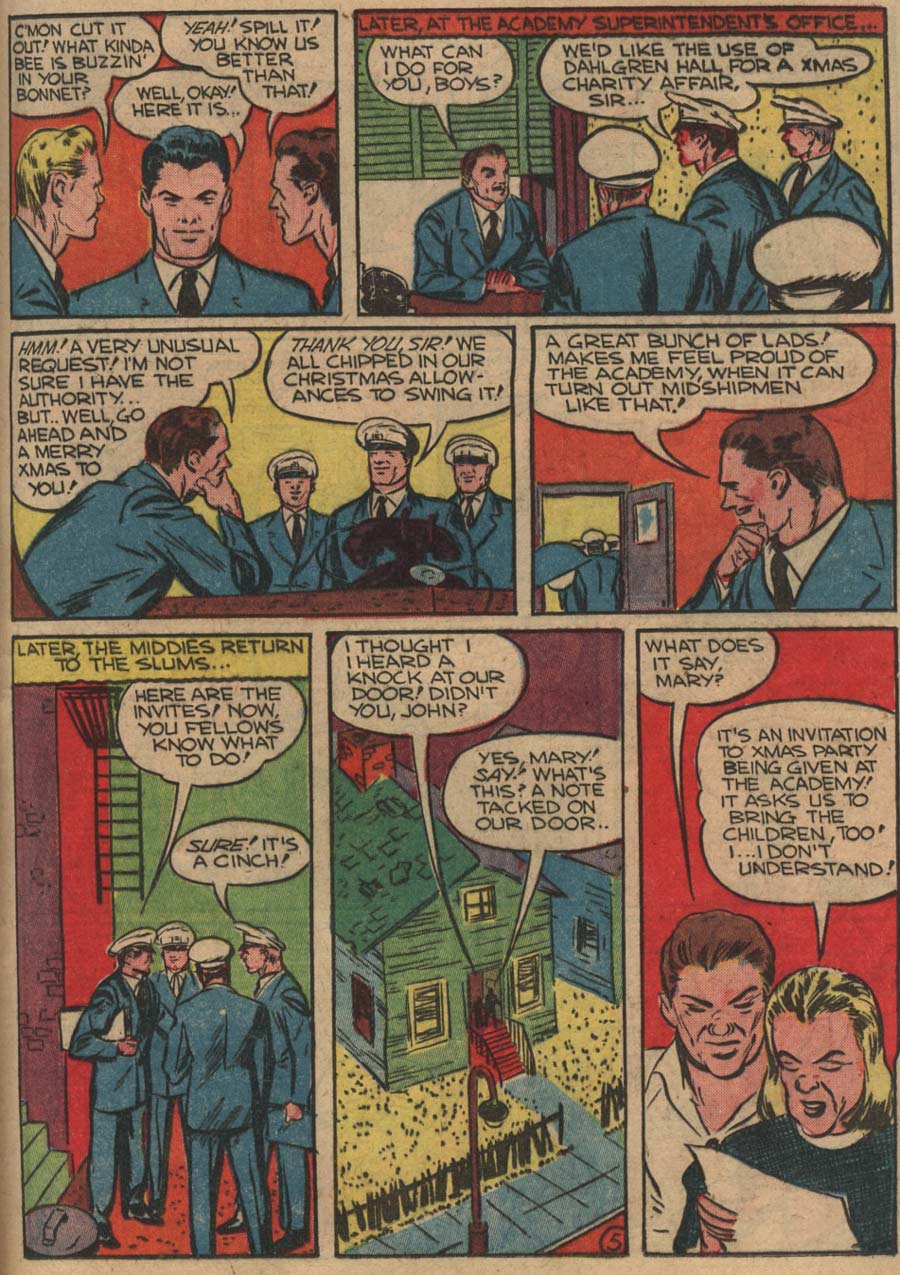 C'MON CUT IT
OUT! WHAT KINDA
BEE IS BUZZIN'
IN YOUR
BONNET?
YEAH! SPILL IT!
YOU KNOW US
BETTER
THAN
THAT!
WELL, OKAY!
HERE IT IS...
LATER, AT THE ACADEMY SUPERINTENDENT'S OFFICE...
WHAT CAN
I DO FOR
YOU, BOYS?
WE'D LIKE THE USE OF
DAHLGREN HALL FOR A XMAS
CHARITY AFFAIR,
SIR...
HMM! A VERY UNUSUAL
REQUEST! I'M NOT
SURE I HAVE THE
AUTHORITY...
BUT.. WELL, GO
AHEAD AND
A MERRY
XMAS TO
YOU!
THANK YOU, SIR! WE
ALL CHIPPED IN OUR
CHRISTMAS ALLOW-
ANCES TO SWING IT!
A GREAT BUNCH OF LADS!
MAKES ME FEEL PROUD OF
THE ACADEMY, WHEN IT CAN
TURN OUT MIDSHIPMEN
LIKE THAT!
LATER, THE MIDDIES RETURN
TO THE SLUMS...
HERE ARE THE
INVITES! NOW,
YOU FELLOWS
KNOW WHAT
TO DO!
SURE! IT'S
A CINCH!
I THOUGHT I
I HEARD A
KNOCK AT OUR
DOOR! DIDN'T
YOU, JOHN?
YES, MARY!
SAY! WHAT'S
THIS? A NOTE
TACKED ON
OUR DOOR..
5
WHAT DOES
IT SAY,
MARY?
IT'S AN INVITATION
TO XMAS PARTY
BEING GIVEN AT
THE ACADEMY!
IT ASKS US TO
BRING THE
CHILDREN, TOO!
I...I DON'T
UNDERSTAND!